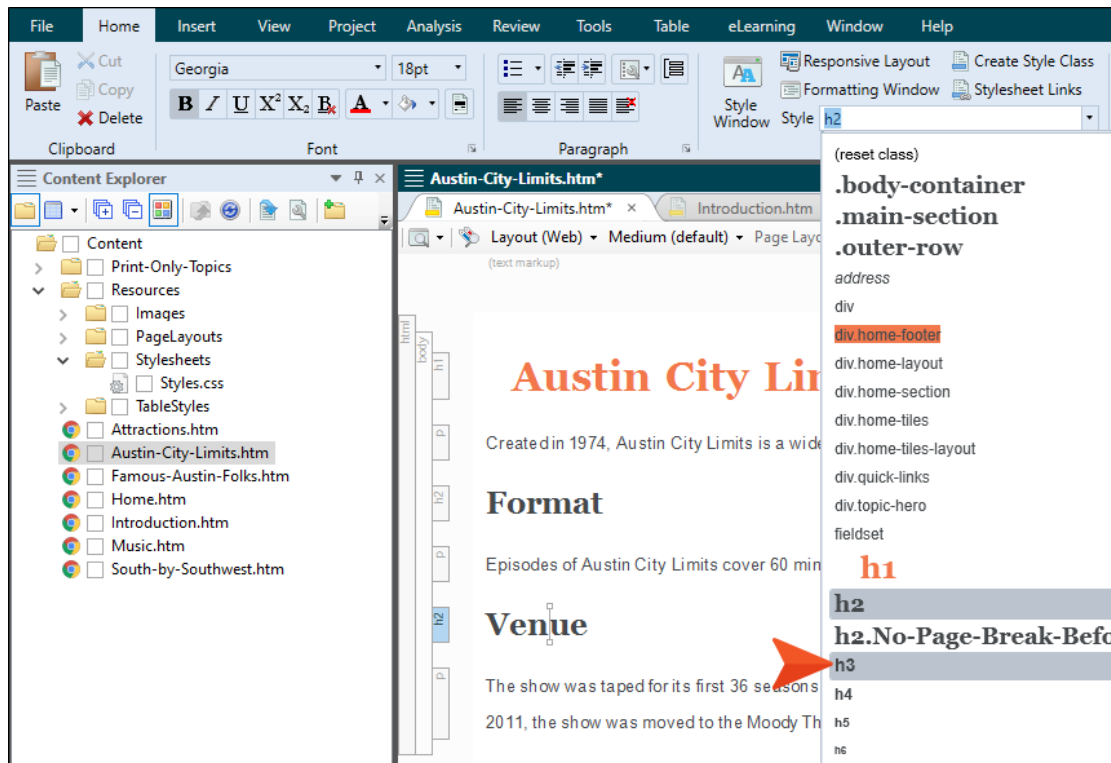 File Home Insert View Project Analysis Review Tools Table eLearning Window Help
Paste
Cut
Copy
Delete
Clipboard
Georgia 18pt
B I U X² X₂ B A
Font
Paragraph
Style Window
Responsive Layout Create Style Class
Formatting Window Stylesheet Links
Style h2
Content Explorer
Content
Print-Only-Topics
Resources
Images
PageLayouts
Stylesheets
Styles.css
TableStyles
Attractions.htm
Austin-City-Limits.htm
Famous-Austin-Folks.htm
Home.htm
Introduction.htm
Music.htm
South-by-Southwest.htm
Austin-City-Limits.htm*
Austin-City-Limits.htm* × Introduction.htm
Layout (Web) Medium (default) Page Layo
(text markup)
html
body
h1
Austin City Lin
p
Created in 1974, Austin City Limits is a wide
h2
Format
p
Episodes of Austin City Limits cover 60 min
h2
Venue
p
The show was taped for its first 36 seasons
2011, the show was moved to the Moody Th
(reset class)
.body-container
.main-section
.outer-row
address
div
div.home-footer
div.home-layout
div.home-section
div.home-tiles
div.home-tiles-layout
div.quick-links
div.topic-hero
fieldset
h1
h2
h2.No-Page-Break-Befo
h3
h4
h5
h6